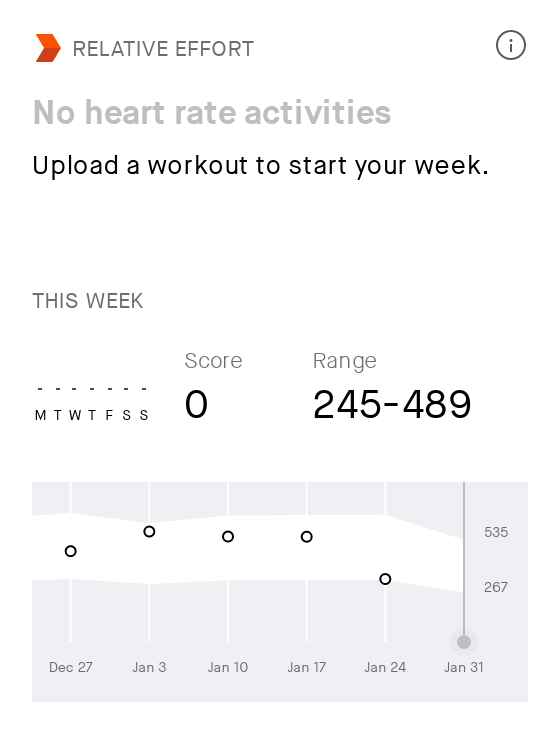 RELATIVE EFFORT
No heart rate activities
Upload a workout to start your week.
THIS WEEK
Score
Range
- - - - - - -
M T W T F S S
0
245-489
535
267
Dec 27
Jan 3
Jan 10
Jan 17
Jan 24
Jan 31